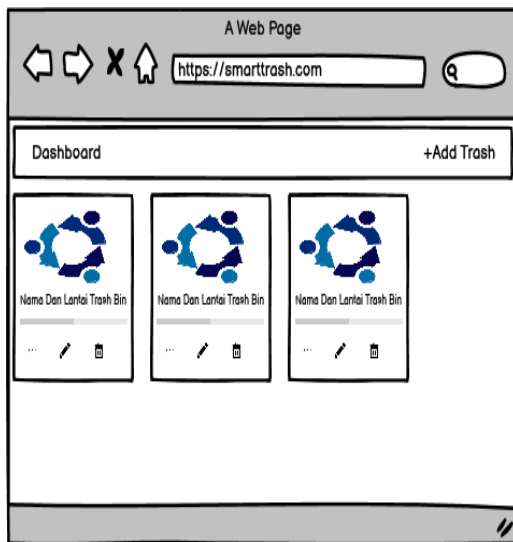 A Web Page
https://smarttrash.com
Dashboard
+Add Trash
Nama Dan Lantai Trash Bin
Nama Dan Lantai Trash Bin
Nama Dan Lantai Trash Bin